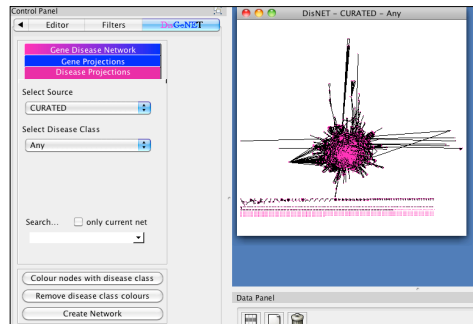 Control Panel
Editor
Filters
DisGeNET
Gene Disease Network
Gene Projections
Disease Projections
Select Source
CURATED
Select Disease Class
Any
Search...
only current net
Colour nodes with disease class
Remove disease class colours
Create Network
DisNET - CURATED - Any
Data Panel